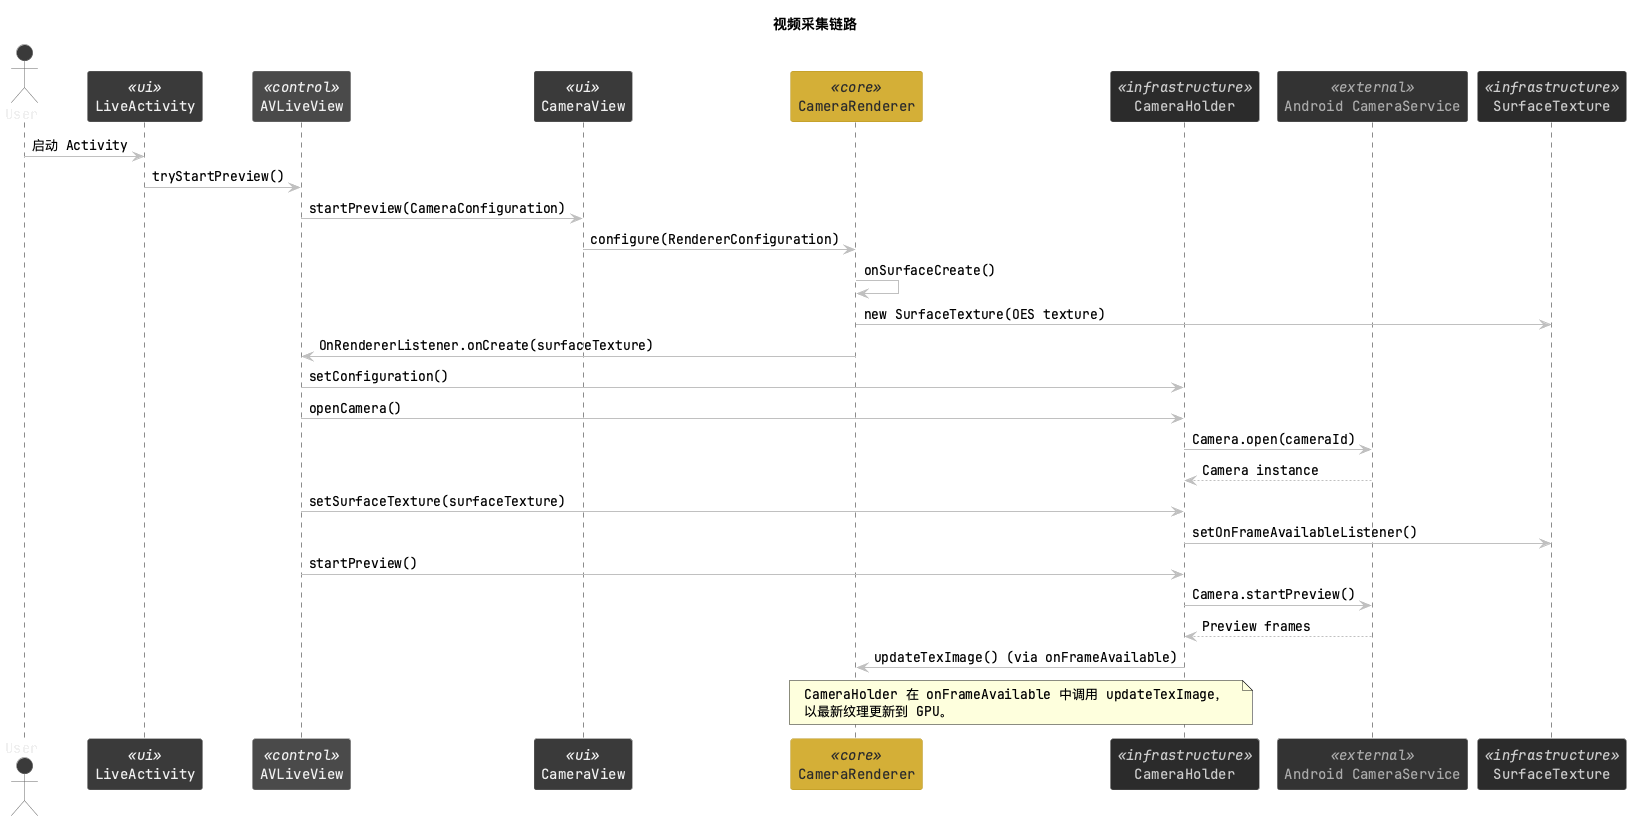 视频采集链路
User
«ui»
LiveActivity
«control»
AVLiveView
«ui»
CameraView
«core»
CameraRenderer
«infrastructure»
CameraHolder
«external»
Android CameraService
«infrastructure»
SurfaceTexture
启动 Activity
tryStartPreview()
startPreview(CameraConfiguration)
configure(RendererConfiguration)
onSurfaceCreate()
new SurfaceTexture(OES texture)
OnRendererListener.onCreate(surfaceTexture)
setConfiguration()
openCamera()
Camera.open(cameraId)
Camera instance
setSurfaceTexture(surfaceTexture)
setOnFrameAvailableListener()
startPreview()
Camera.startPreview()
Preview frames
updateTexImage() (via onFrameAvailable)
CameraHolder 在 onFrameAvailable 中调用 updateTexImage,
以最新纹理更新到 GPU。
User
«ui»
LiveActivity
«control»
AVLiveView
«ui»
CameraView
«core»
CameraRenderer
«infrastructure»
CameraHolder
«external»
Android CameraService
«infrastructure»
SurfaceTexture